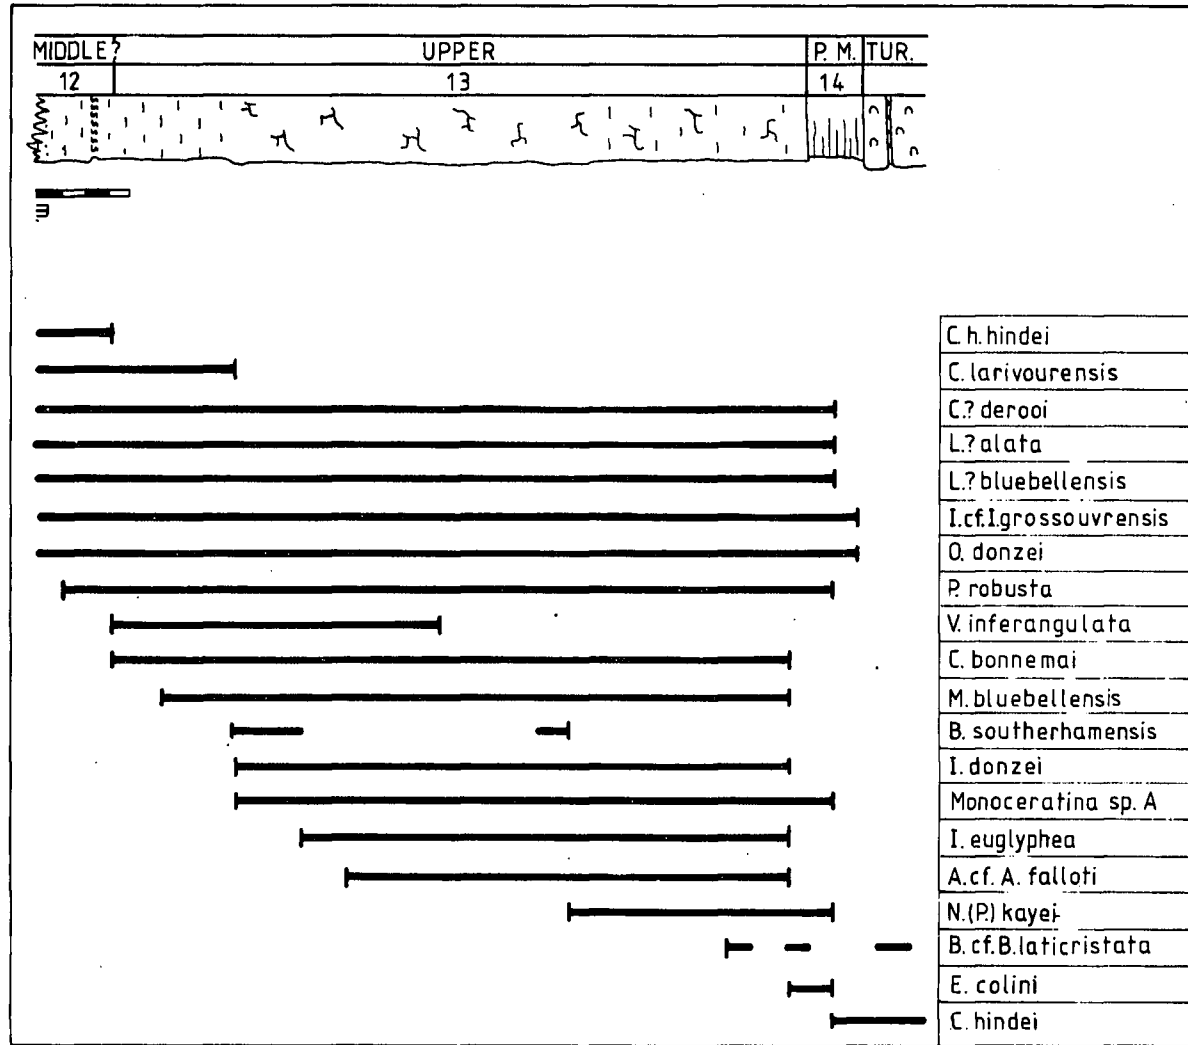 MIDDLE? UPPER P. M. TUR.
12 13 14
m
C. h. hindei
C. larivourensis
C.? derooi
L.? alata
L.? bluebellensis
I.cf.I.grossouvrensis
O. donzei
P. robusta
V. inferangulata
C. bonnemai
M. bluebellensis
B. southerhamensis
I. donzei
Monoceratina sp. A
I. euglyphea
A.cf. A. falloti
N.(P.) kayei
B. cf.B.laticristata
E. colini
C. hindei